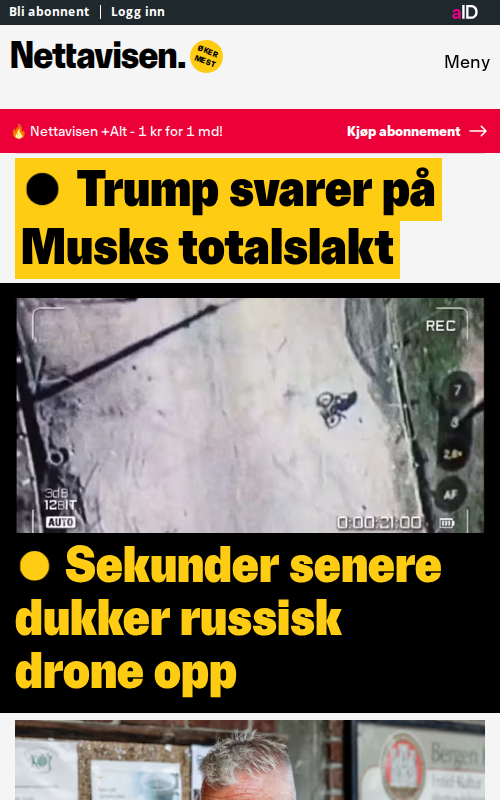 Bli abonnent | Logg inn
aID
Nettavisen.
ØKER
MEST
Meny
🔥 Nettavisen +Alt - 1 kr for 1 md!
Kjøp abonnement →
● Trump svarer på
Musks totalslakt
REC
7
3
2,8x
AF
3dB
12BIT
AUTO
0:00:21:00
● Sekunder senere
dukker russisk
drone opp
Bergen